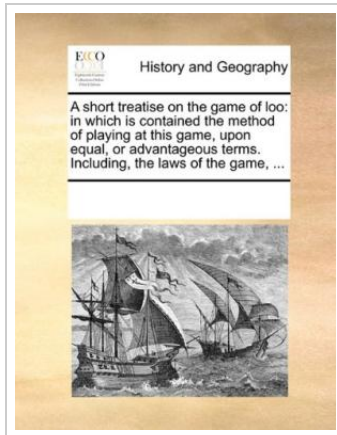 ECCO
History and Geography
A short treatise on the game of loo:
in which is contained the method
of playing at this game, upon
equal, or advantageous terms.
Including, the laws of the game, ...